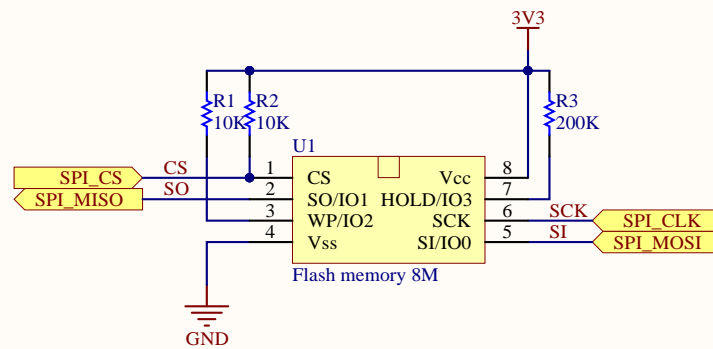 3V3
R1
10K
R2
10K
R3
200K
U1
SPI_CS
CS
1
CS
Vcc
8
SPI_MISO
SO
2
SO/IO1
HOLD/IO3
7
3
WP/IO2
SCK
6
SCK
SPI_CLK
4
Vss
SI/IO0
5
SI
SPI_MOSI
Flash memory 8M
GND